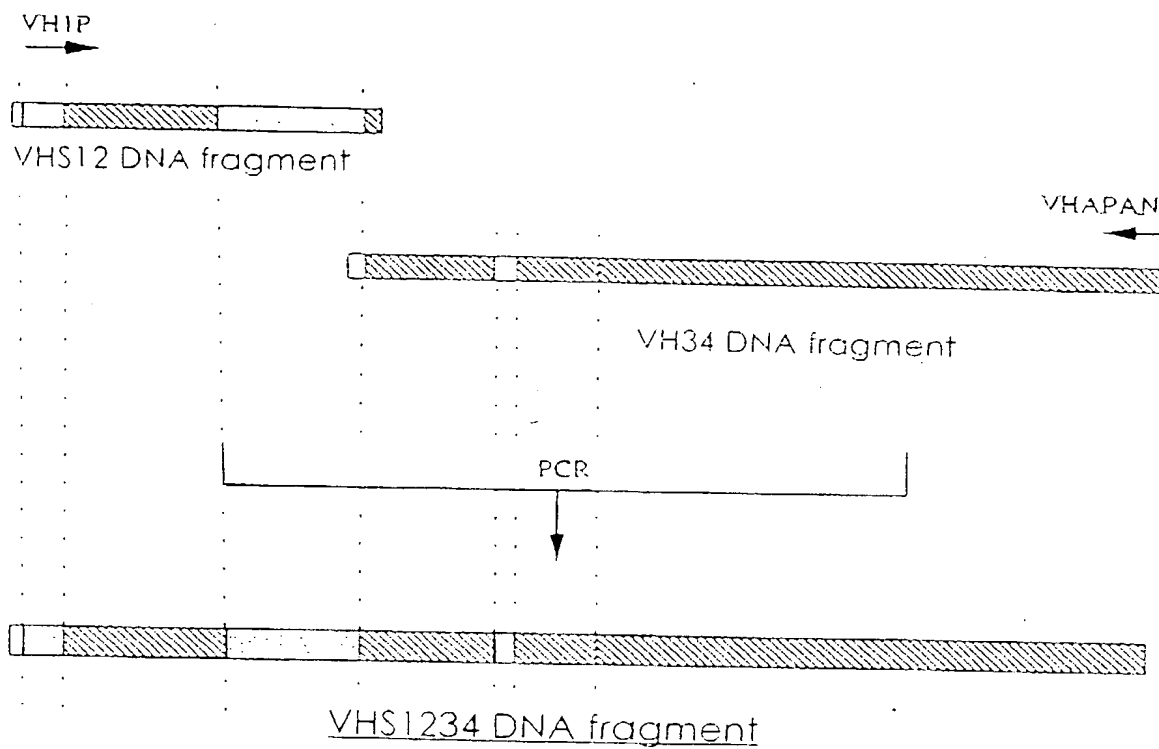 VH1P
VHS12 DNA fragment
VHAPAN
VH34 DNA fragment
PCR
VHS1234 DNA fragment